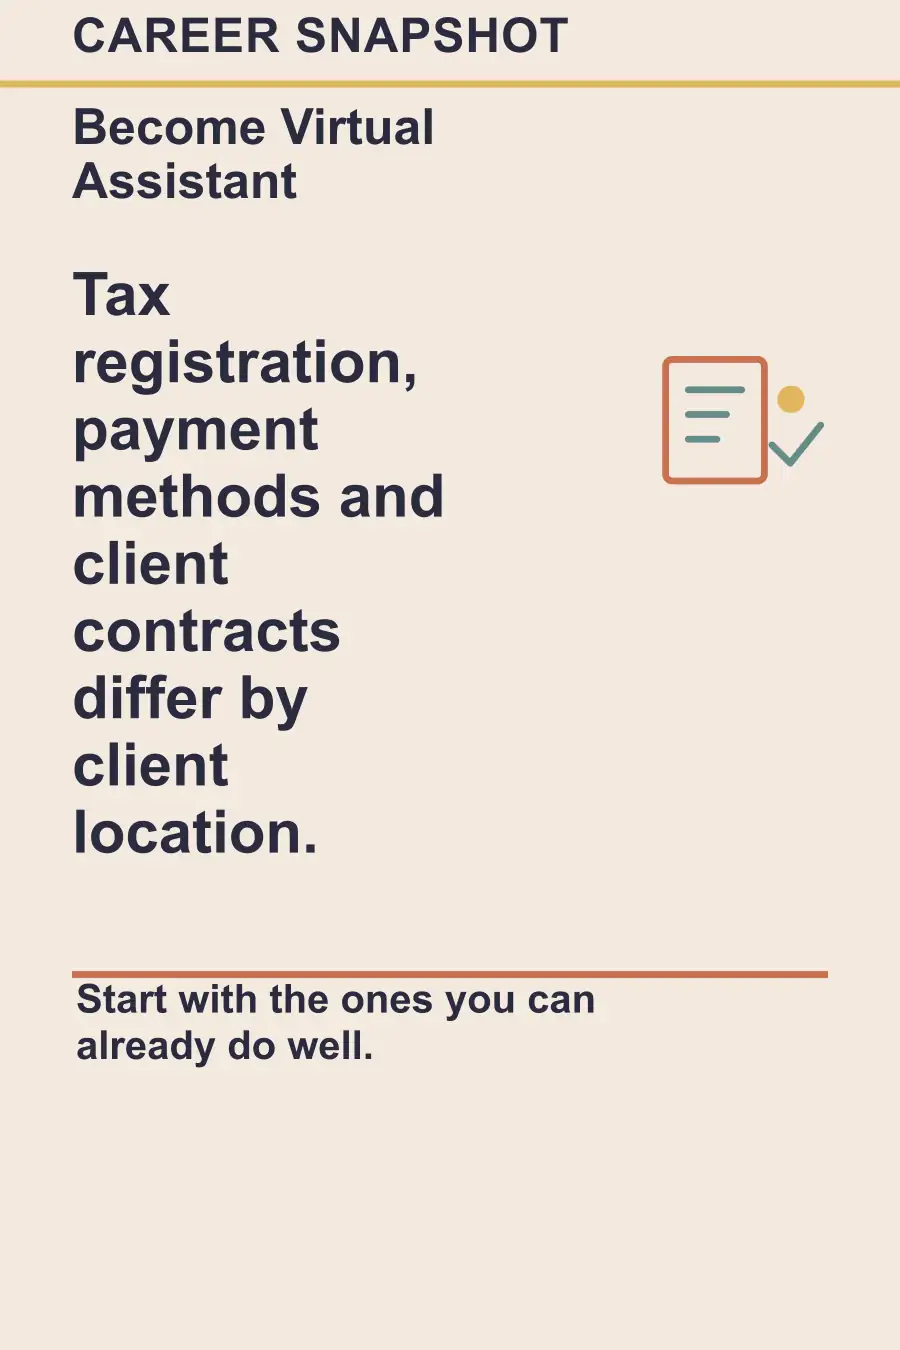 CAREER SNAPSHOT
Become Virtual
Assistant
Tax
registration,
payment
methods and
client
contracts
differ by
client
location.
Start with the ones you can
already do well.